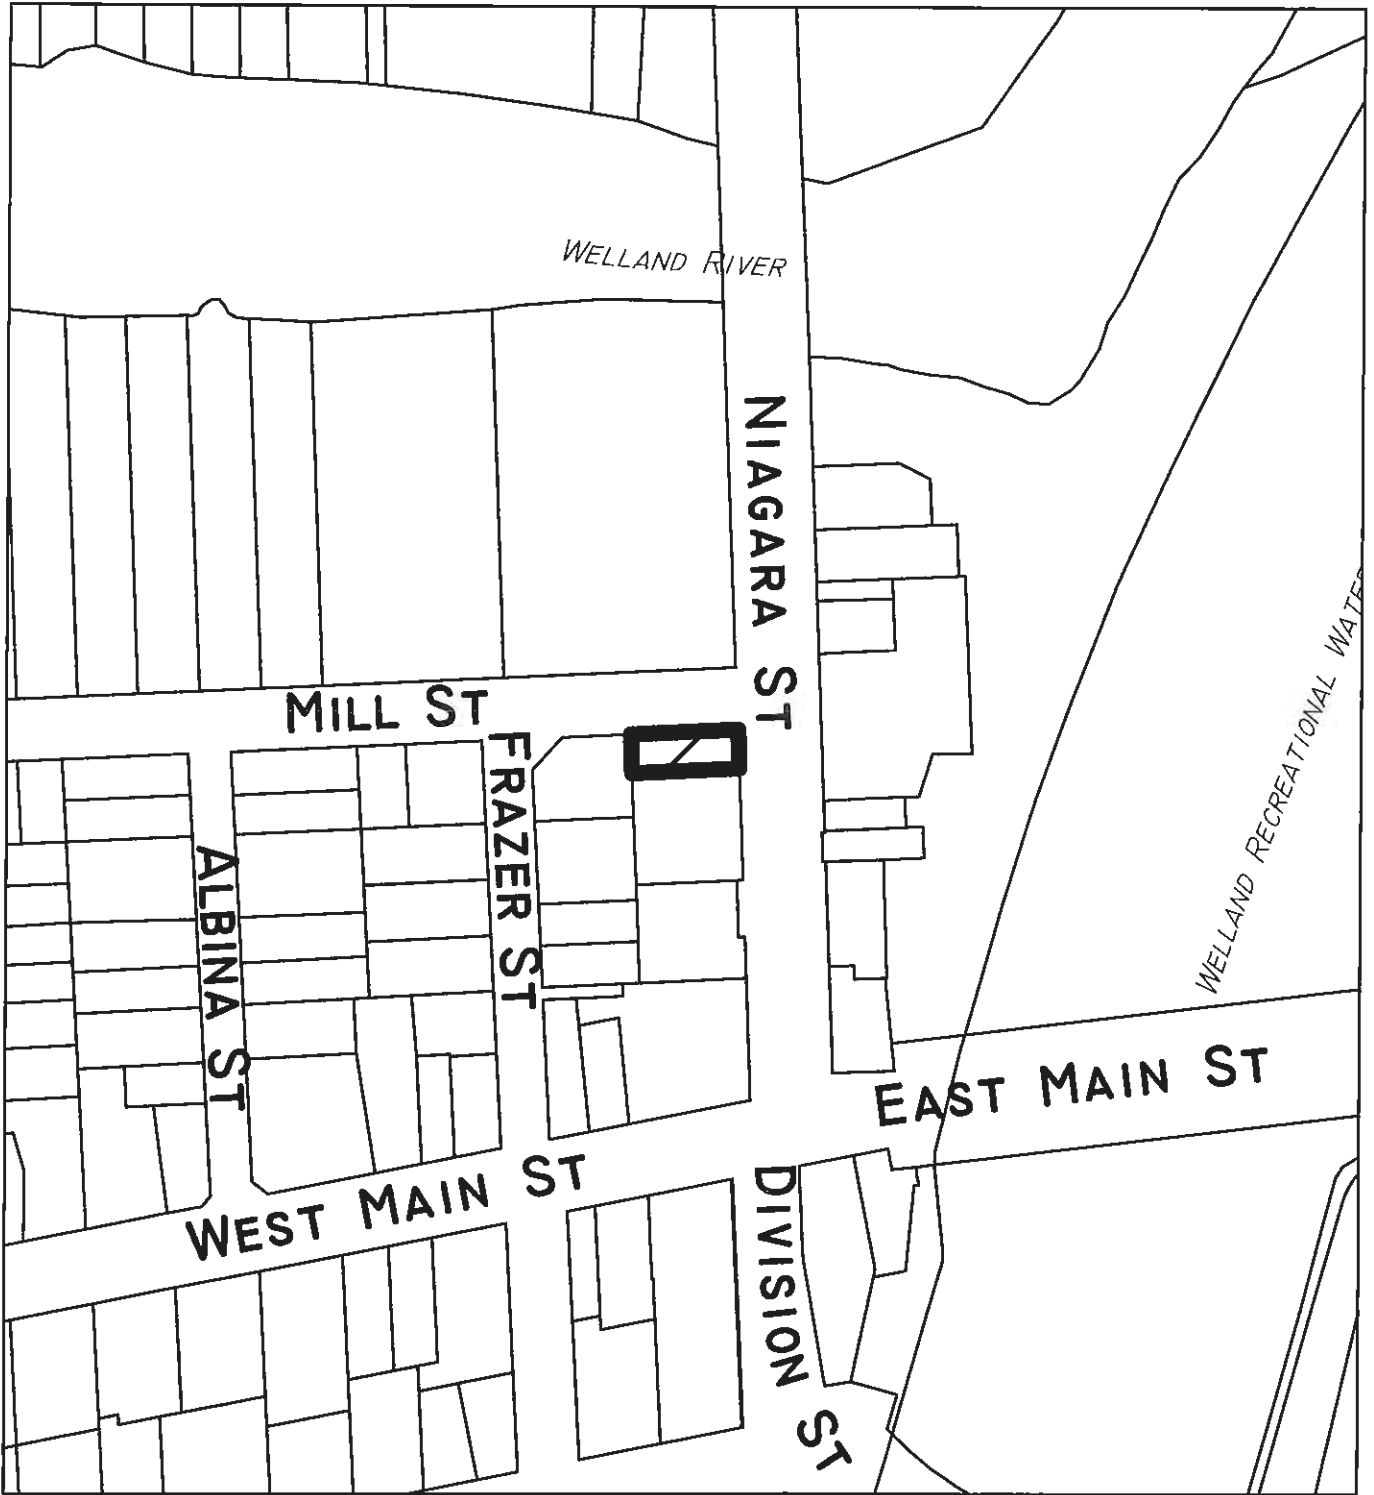 WELLAND RIVER
NIAGARA ST
MILL ST
FRAZER ST
ALBINA ST
WELLAND RECREATIONAL WATE
EAST MAIN ST
WEST MAIN ST
DIVISION ST